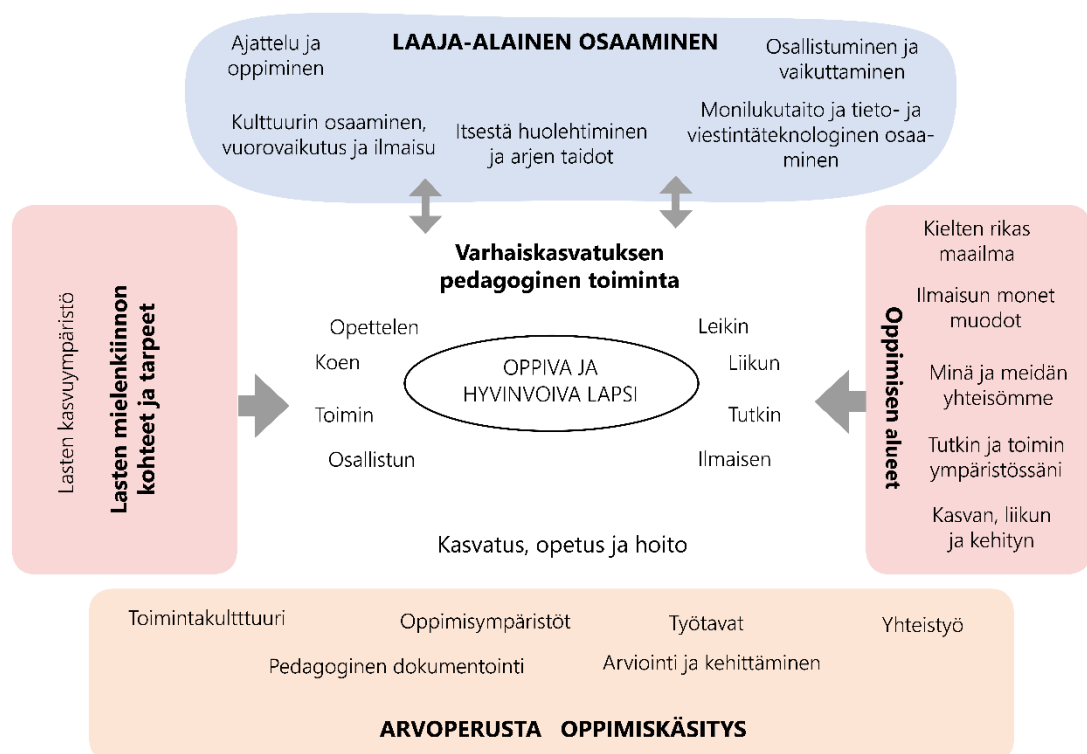 LAAJA-ALAINEN OSAAMINEN
Ajattelu ja
oppiminen
Osallistuminen ja
vaikuttaminen
Kulttuurin osaaminen,
vuorovaikutus ja ilmaisu
Itsestä huolehtiminen
ja arjen taidot
Monilukutaito ja tieto- ja
viestintäteknologinen osaa-
minen
Lasten kasvuympäristö
Lasten mielenkiinnon
kohteet ja tarpeet
Varhaiskasvatuksen
pedagoginen toiminta
Opettelen
Koen
Toimin
Osallistun
OPPIVA JA
HYVINVOIVA LAPSI
Leikin
Liikun
Tutkin
Ilmaisen
Kasvatus, opetus ja hoito
Oppimisen alueet
Kielten rikas
maailma
Ilmaisun monet
muodot
Minä ja meidän
yhteisömme
Tutkin ja toimin
ympäristössäni
Kasvan, liikun
ja kehityn
Toimintakultttuuri
Oppimisympäristöt
Työtavat
Yhteistyö
Pedagoginen dokumentointi
Arviointi ja kehittäminen
ARVOPERUSTA OPPIMISKÄSITYS